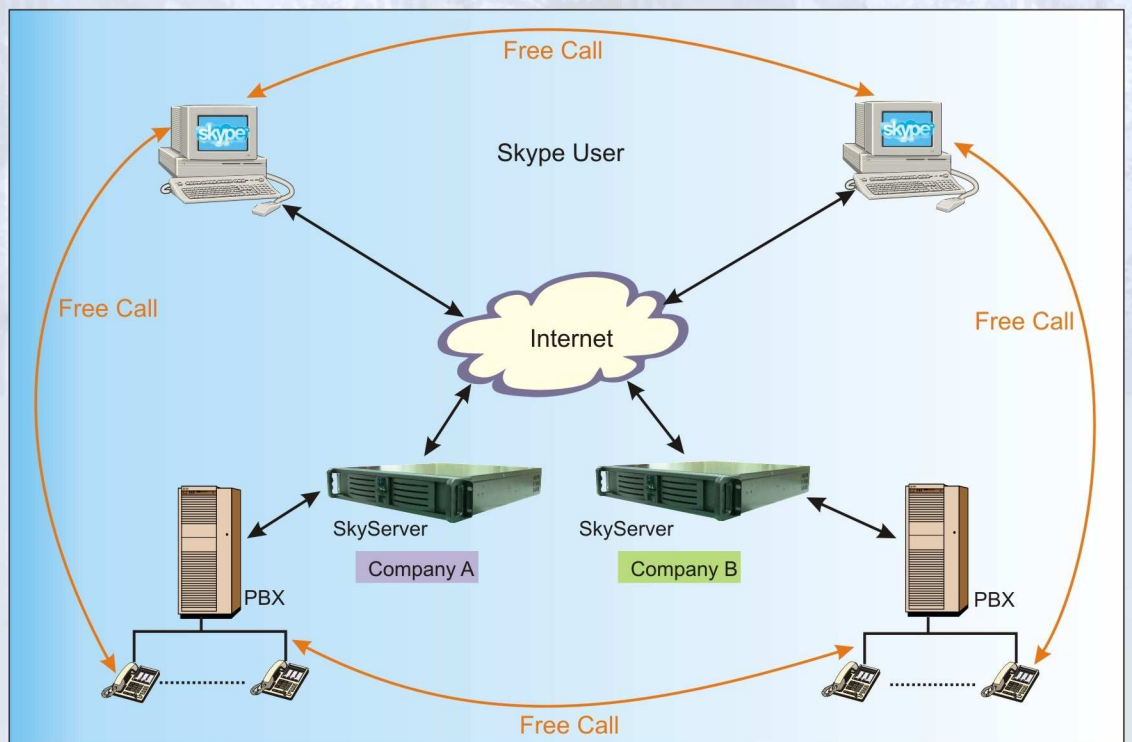 Free Call
skype
skype
Skype User
Free Call
Internet
Free Call
SkyServer
SkyServer
Company A
Company B
PBX
PBX
Free Call